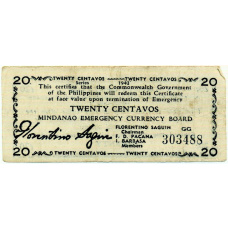 20 TWENTY CENTAVOS TWENTY CENTAVOS 20
Series 1942
This certifies that the Commonwealth Government
of the Philippines will redeem this Certificate
at face value upon termination of Emergency
TWENTY CENTAVOS
MINDANAO EMERGENCY CURRENCY BOARD
Florentino Saguin
FLORENTINO SAGUIN
Chairman
F. D. PACANA
I. BARBASA
Members
GG
303488
20 TWENTY CENTAVOS TWENTY CENTAVOS 20